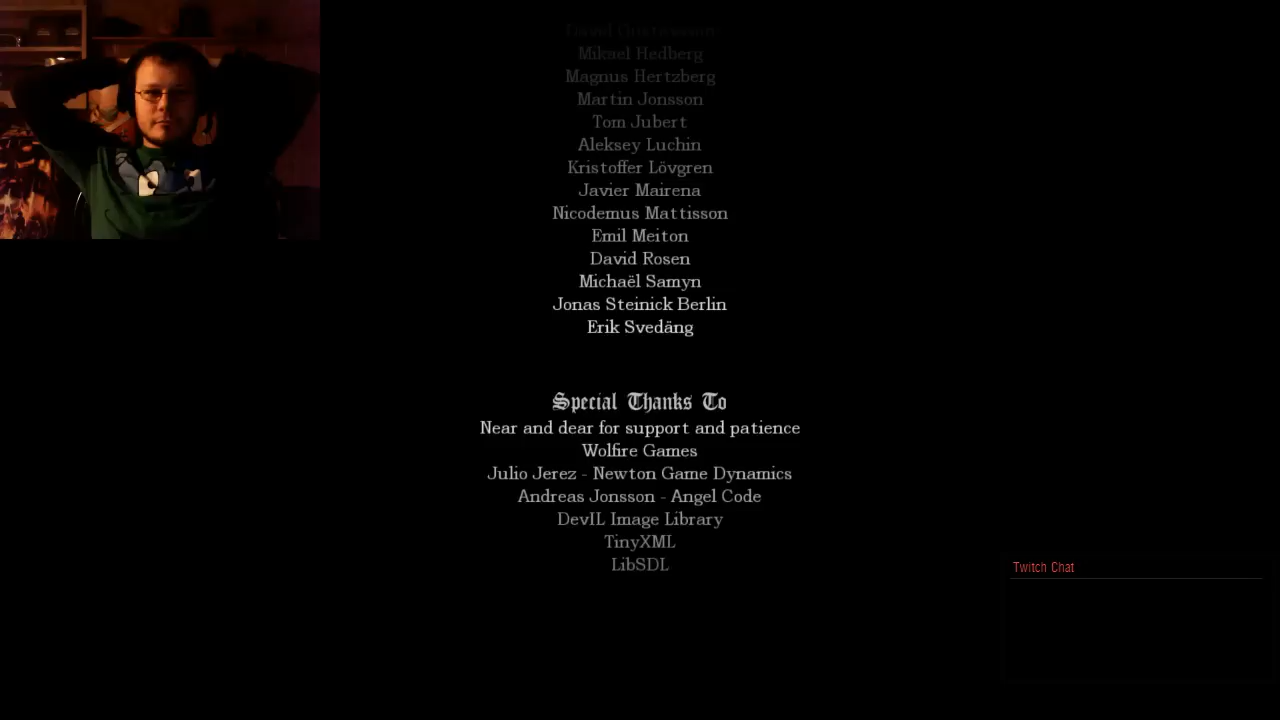 Mikael Hedberg
Magnus Hertzberg
Martin Jonsson
Tom Jubert
Aleksey Luchin
Kristoffer Lövgren
Javier Mairena
Nicodemus Mattisson
Emil Meiton
David Rosen
Michaël Samyn
Jonas Steinick Berlin
Erik Svedäng
Special Thanks To
Near and dear for support and patience
Wolfire Games
Julio Jerez - Newton Game Dynamics
Andreas Jonsson - Angel Code
DevIL Image Library
TinyXML
LibSDL
Twitch Chat